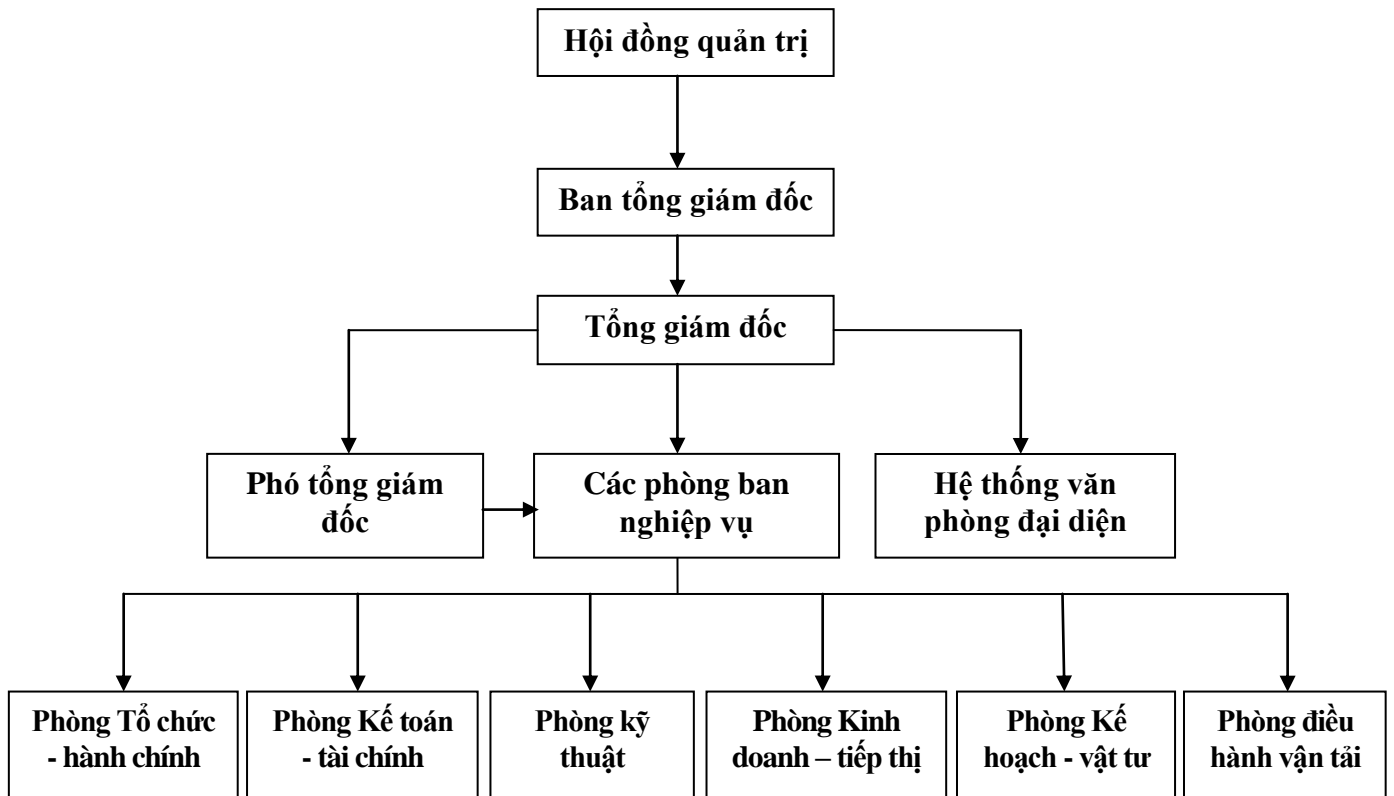 Hội đồng quản trị
Ban tổng giám đốc
Tổng giám đốc
Phó tổng giám
đốc
Các phòng ban
nghiệp vụ
Hệ thống văn
phòng đại diện
Phòng Tổ chức
- hành chính
Phòng Kế toán
- tài chính
Phòng kỹ
thuật
Phòng Kinh
doanh – tiếp thị
Phòng Kế
hoạch - vật tư
Phòng điều
hành vận tải